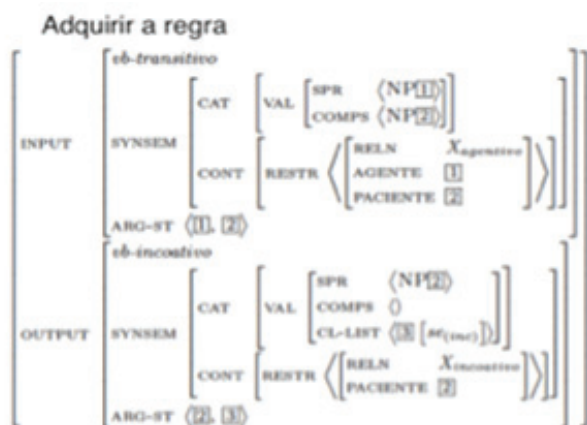 Adquirir a regra
vb-transitivo
CAT VAL SPR ⟨NP[1]⟩
COMPS ⟨NP[2]⟩
INPUT SYNSEM
RELN X_agentivo
CONT RESTR AGENTE [1]
PACIENTE [2]
ARG-ST ⟨[1], [2]⟩
vb-incoativo
SPR ⟨NP[2]⟩
CAT VAL COMPS ⟨⟩
CL-LIST ⟨[3] [se(inc)]⟩
OUTPUT SYNSEM
CONT RESTR RELN X_incoativo
PACIENTE [2]
ARG-ST ⟨[2], [3]⟩